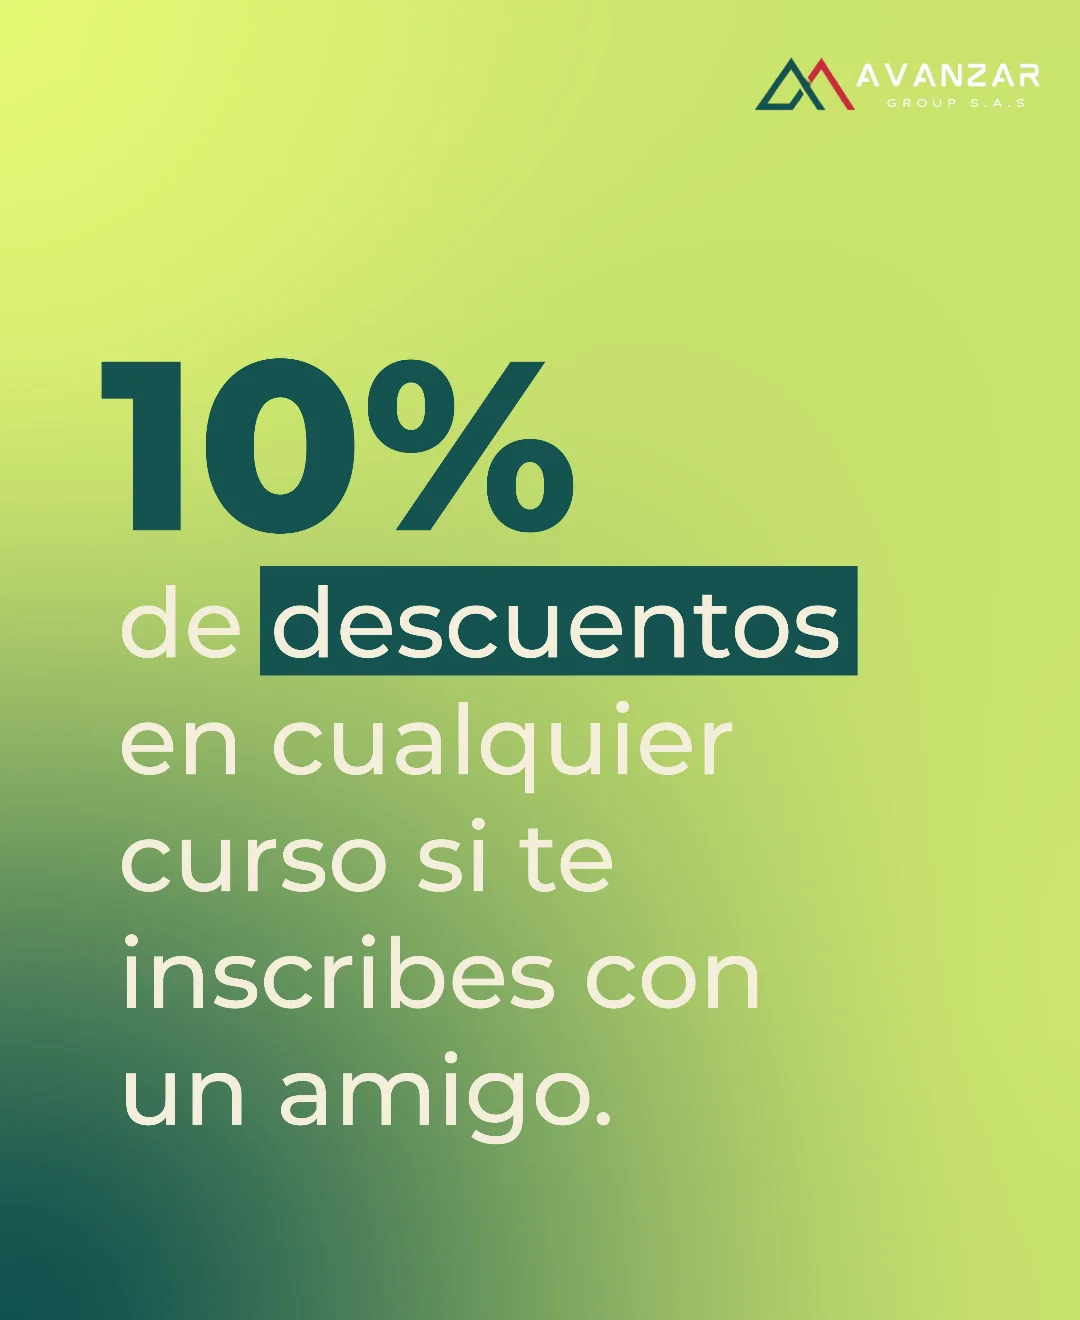 AVANZAR
GROUP S.A.S
10%
de descuentos
en cualquier
curso si te
inscribes con
un amigo.